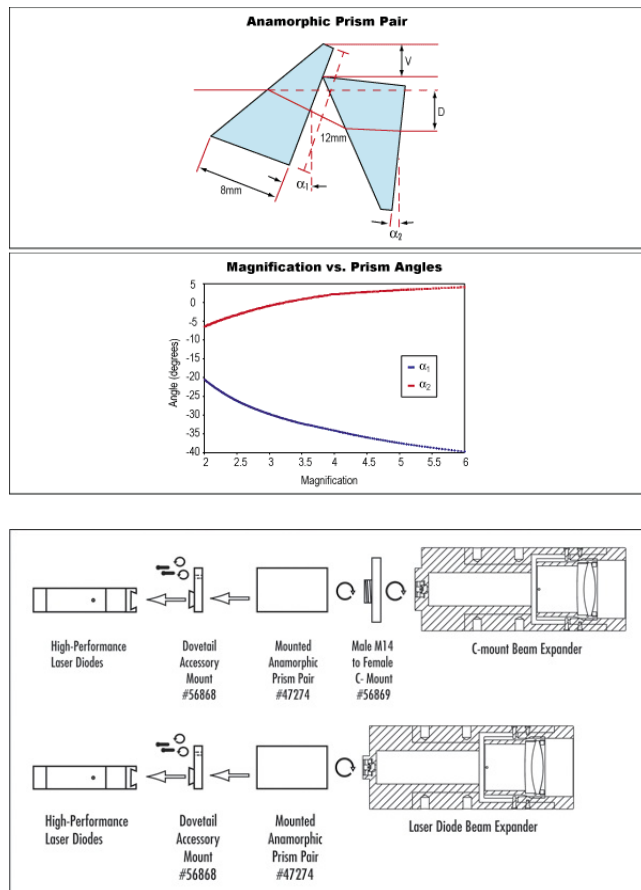 Anamorphic Prism Pair
V
D
12mm
8mm
α1
α2
Magnification vs. Prism Angles
5
0
-5
-10
-15
-20
-25
-30
-35
-40
Angle (degrees)
α1
α2
2 2.5 3 3.5 4 4.5 5 5.5 6
Magnification
High-Performance
Laser Diodes
Dovetail
Accessory
Mount
#56868
Mounted
Anamorphic
Prism Pair
#47274
Male M14
to Female
C- Mount
#56869
C-mount Beam Expander
High-Performance
Laser Diodes
Dovetail
Accessory
Mount
#56868
Mounted
Anamorphic
Prism Pair
#47274
Laser Diode Beam Expander